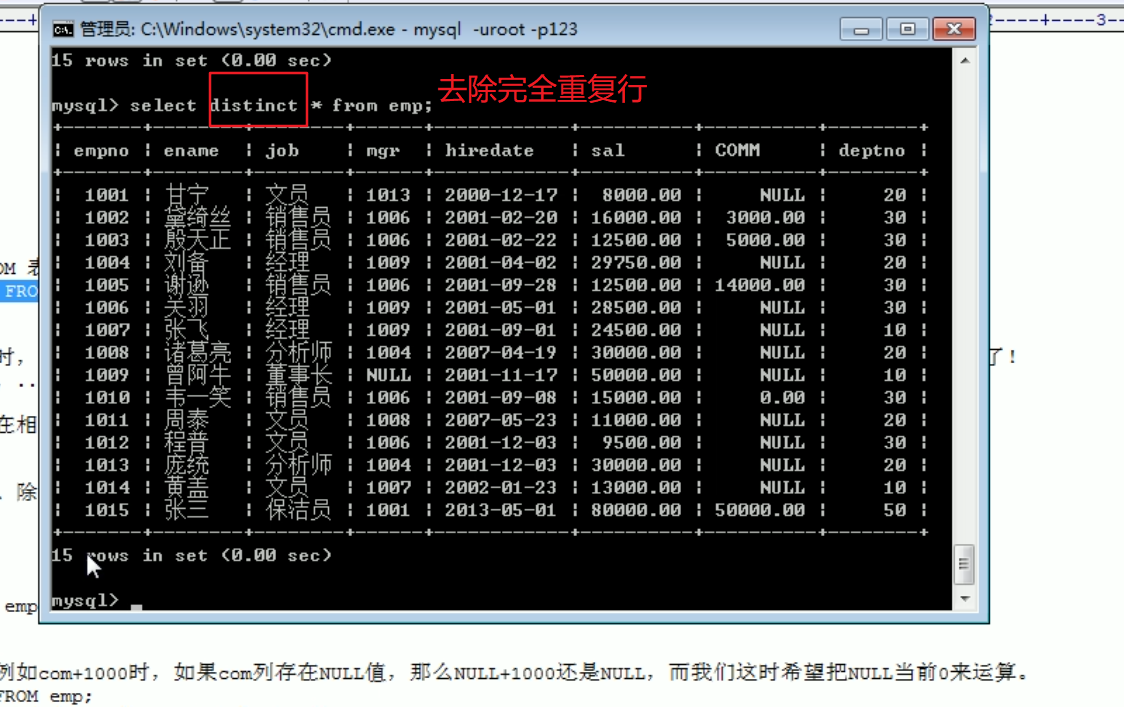 ---+
2----+----3--
管理员: C:\Windows\system32\cmd.exe - mysql -uroot -p123
15 rows in set (0.00 sec)
去除完全重复行
mysql> select distinct * from emp;
+-------+--------+--------+------+------------+----------+----------+--------+
| empno | ename | job | mgr | hiredate | sal | COMM | deptno |
+-------+--------+--------+------+------------+----------+----------+--------+
| 1001 | 甘宁 | 文员 | 1013 | 2000-12-17 | 8000.00 | NULL | 20 |
| 1002 | 黛绮丝 | 销售员 | 1006 | 2001-02-20 | 16000.00 | 3000.00 | 30 |
| 1003 | 殷天正 | 销售员 | 1006 | 2001-02-22 | 12500.00 | 5000.00 | 30 |
| 1004 | 刘备 | 经理 | 1009 | 2001-04-02 | 29750.00 | NULL | 20 |
| 1005 | 谢逊 | 销售员 | 1006 | 2001-09-28 | 12500.00 | 14000.00 | 30 |
| 1006 | 关羽 | 经理 | 1009 | 2001-05-01 | 28500.00 | NULL | 30 |
| 1007 | 张飞 | 经理 | 1009 | 2001-09-01 | 24500.00 | NULL | 10 |
| 1008 | 诸葛亮 | 分析师 | 1004 | 2007-04-19 | 30000.00 | NULL | 20 |
| 1009 | 曾阿牛 | 董事长 | NULL | 2001-11-17 | 50000.00 | NULL | 10 |
| 1010 | 韦一笑 | 销售员 | 1006 | 2001-09-08 | 15000.00 | 0.00 | 30 |
| 1011 | 周泰 | 文员 | 1008 | 2007-05-23 | 11000.00 | NULL | 20 |
| 1012 | 程普 | 文员 | 1006 | 2001-12-03 | 9500.00 | NULL | 30 |
| 1013 | 庞统 | 分析师 | 1004 | 2001-12-03 | 30000.00 | NULL | 20 |
| 1014 | 黄盖 | 文员 | 1007 | 2002-01-23 | 13000.00 | NULL | 10 |
| 1015 | 张三 | 保洁员 | 1001 | 2013-05-01 | 80000.00 | 50000.00 | 50 |
+-------+--------+--------+------+------------+----------+----------+--------+
15 rows in set (0.00 sec)
mysql> _
OM 表
FRO
时,
了!
..
在相
除
emp
例如com+1000时，如果com列存在NULL值，那么NULL+1000还是NULL，而我们这时希望把NULL当前0来运算。
FROM emp;